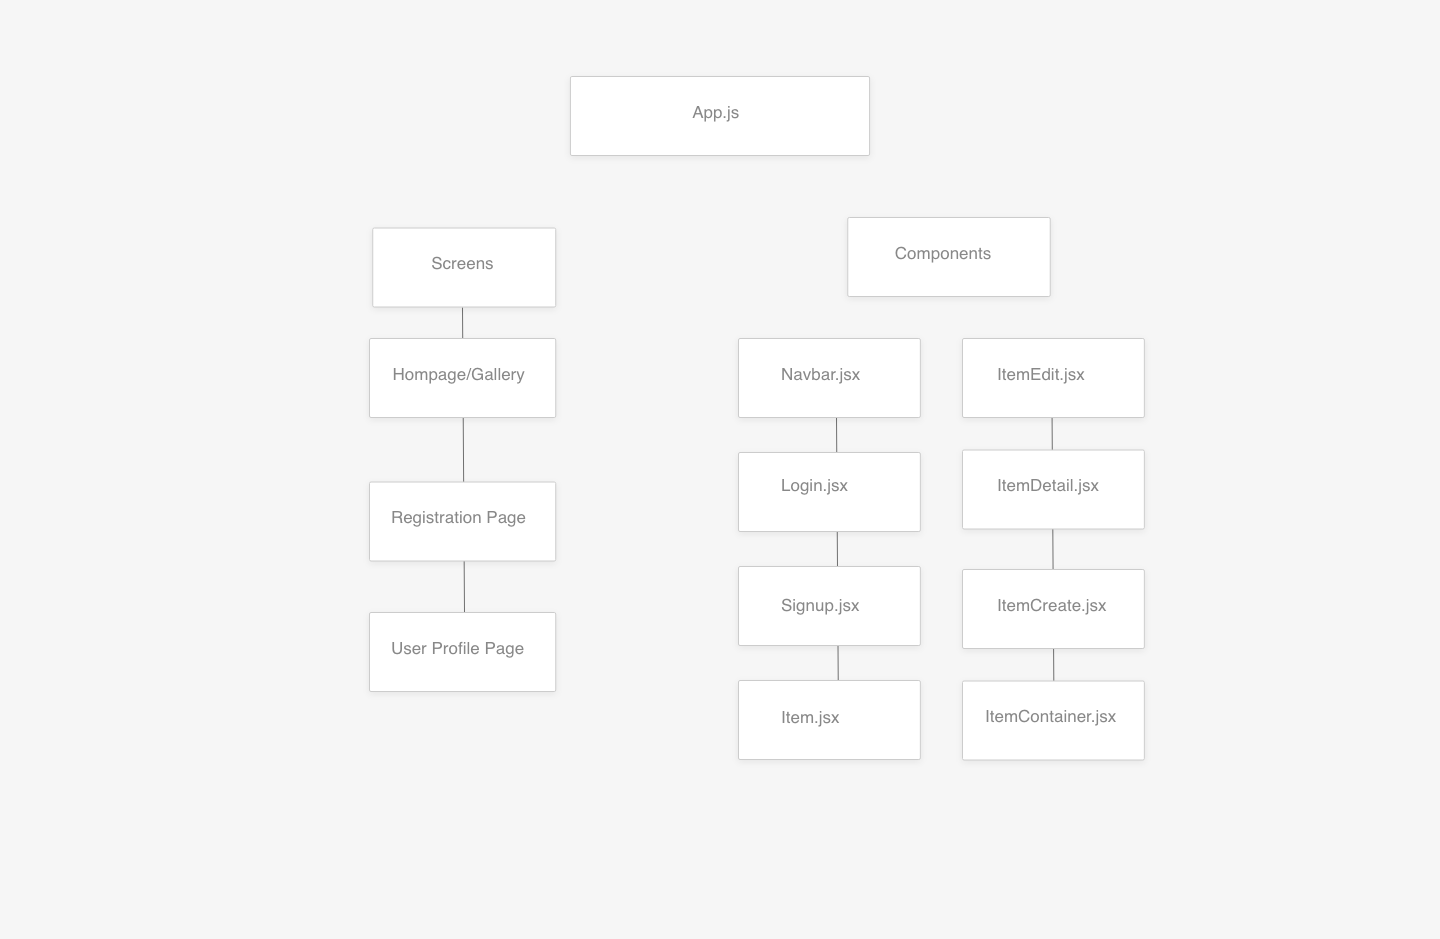 App.js
Screens
Components
Hompage/Gallery
Registration Page
User Profile Page
Navbar.jsx
Login.jsx
Signup.jsx
Item.jsx
ItemEdit.jsx
ItemDetail.jsx
ItemCreate.jsx
ItemContainer.jsx